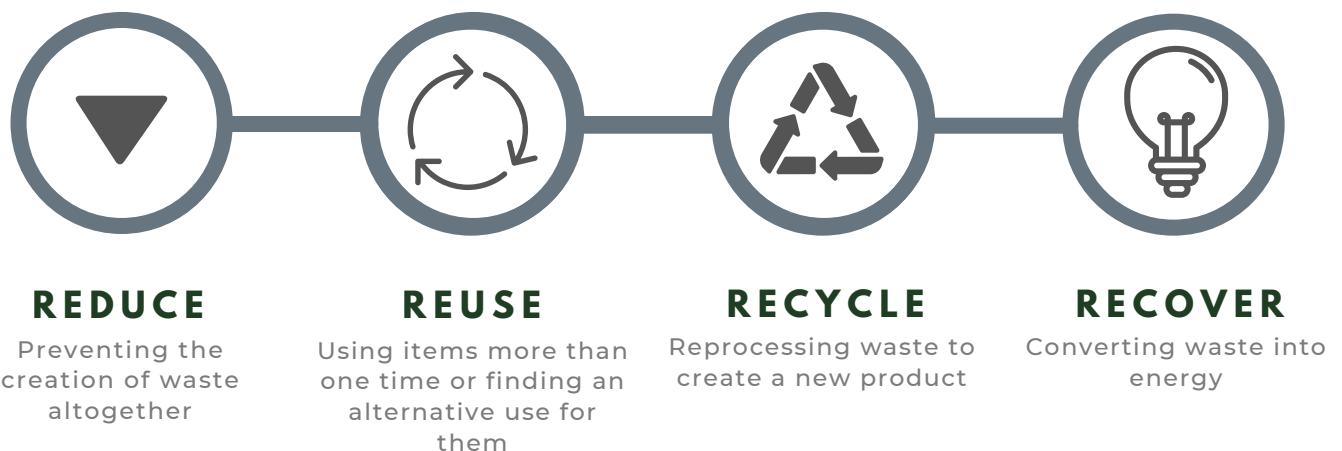 REDUCE
Preventing the
creation of waste
altogether
REUSE
Using items more than
one time or finding an
alternative use for
them
RECYCLE
Reprocessing waste to
create a new product
RECOVER
Converting waste into
energy